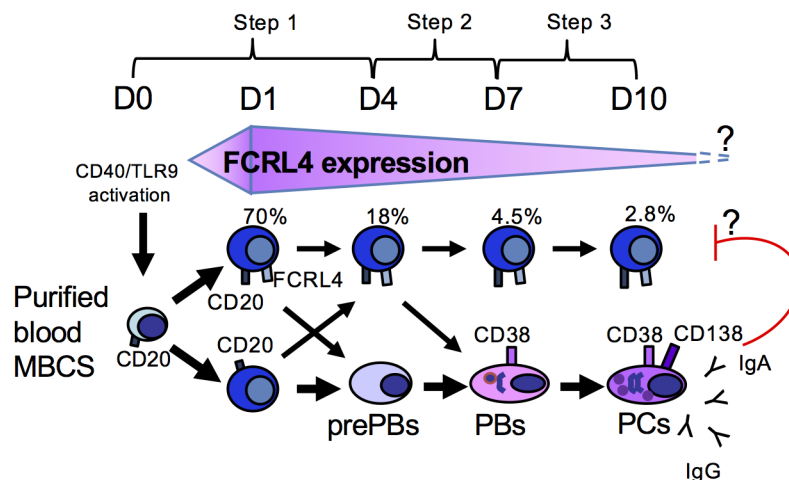 Step 1
Step 2
Step 3
D0
D1
D4
D7
D10
?
FCRL4 expression
CD40/TLR9
activation
70%
18%
4.5%
2.8%
?
FCRL4
CD20
Purified
blood
MBCS
CD20
CD20
CD38
CD38
CD138
IgA
prePBs
PBs
PCs
IgG